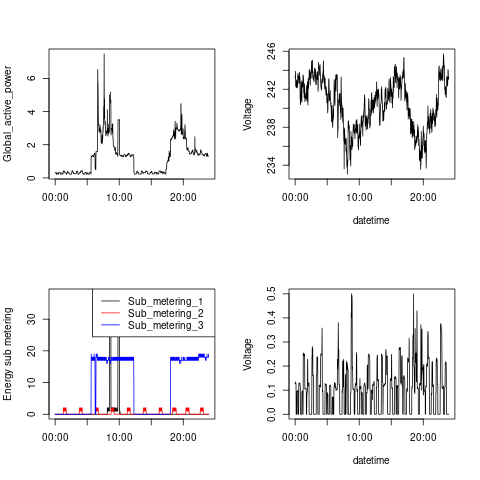 Global_active_power
0 2 4 6
00:00 10:00 20:00
Voltage
234 238 242 246
00:00 10:00 20:00
datetime
Energy sub metering
0 10 20 30
Sub_metering_1
Sub_metering_2
Sub_metering_3
00:00 10:00 20:00
Voltage
0.0 0.1 0.2 0.3 0.4 0.5
00:00 10:00 20:00
datetime